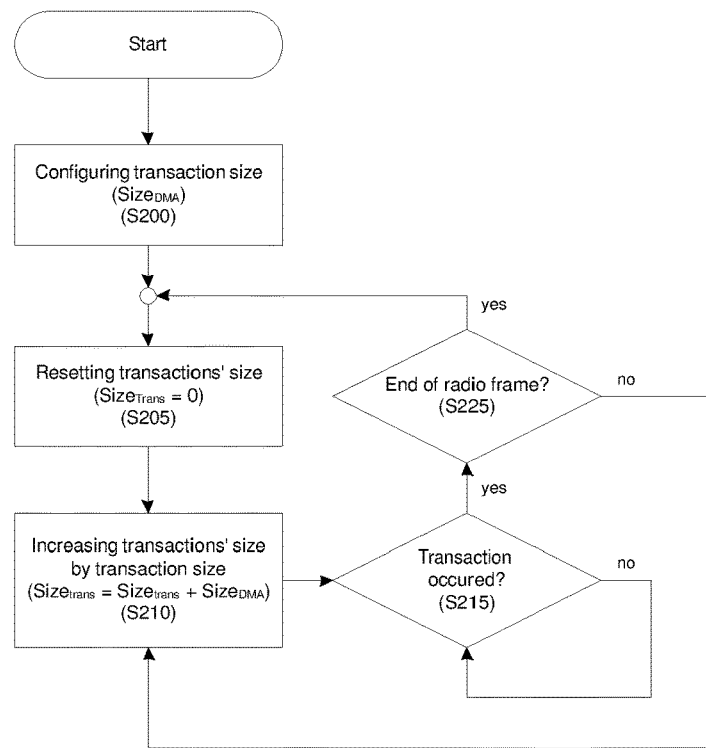 Start
Configuring transaction size
(SizeDMA)
(S200)
Resetting transactions' size
(SizeTrans = 0)
(S205)
Increasing transactions' size
by transaction size
(Sizetrans = Sizetrans + SizeDMA)
(S210)
Transaction
occured?
(S215)
no
yes
End of radio frame?
(S225)
no
yes